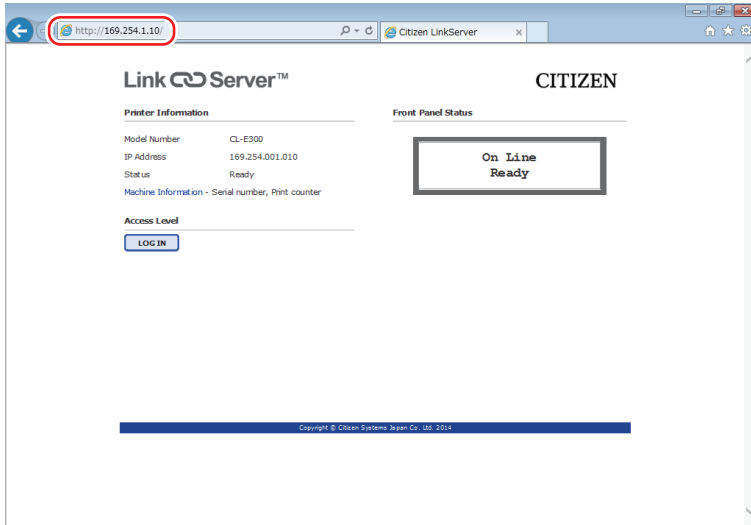 http://169.254.1.10/
Citizen LinkServer
Link Server™
CITIZEN
Printer Information
Model Number CL-E300
IP Address 169.254.001.010
Status Ready
Machine Information - Serial number, Print counter
Access Level
LOG IN
Front Panel Status
On Line
Ready
Copyright © Citizen Systems Japan Co. Ltd. 2014